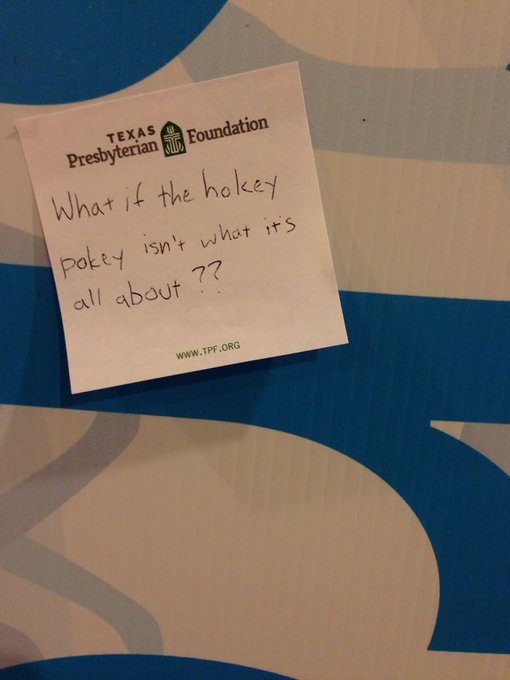 TEXAS
Presbyterian Foundation
What if the hokey
pokey isn't what it's
all about ??
WWW.TPF.ORG